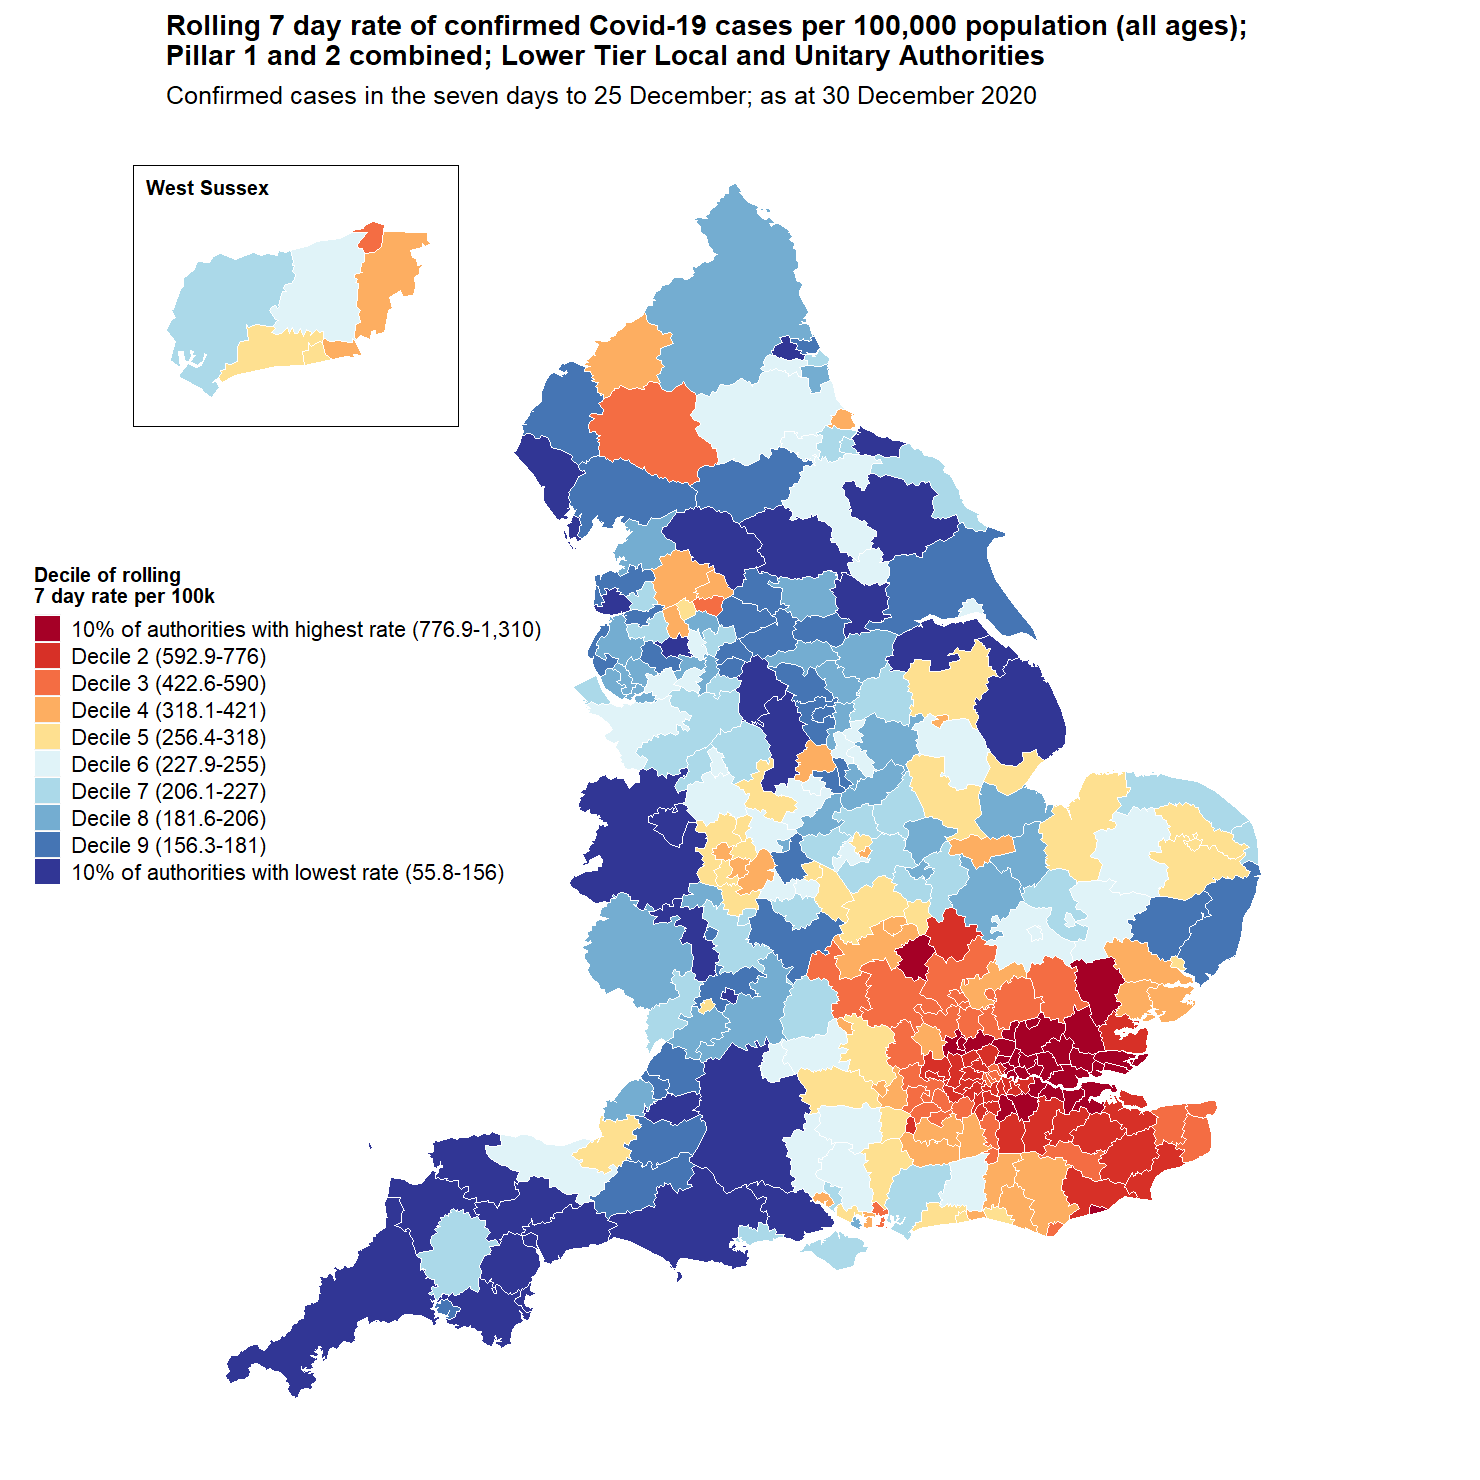 Rolling 7 day rate of confirmed Covid-19 cases per 100,000 population (all ages);
Pillar 1 and 2 combined; Lower Tier Local and Unitary Authorities
Confirmed cases in the seven days to 25 December; as at 30 December 2020
West Sussex
Decile of rolling
7 day rate per 100k
10% of authorities with highest rate (776.9-1,310)
Decile 2 (592.9-776)
Decile 3 (422.6-590)
Decile 4 (318.1-421)
Decile 5 (256.4-318)
Decile 6 (227.9-255)
Decile 7 (206.1-227)
Decile 8 (181.6-206)
Decile 9 (156.3-181)
10% of authorities with lowest rate (55.8-156)